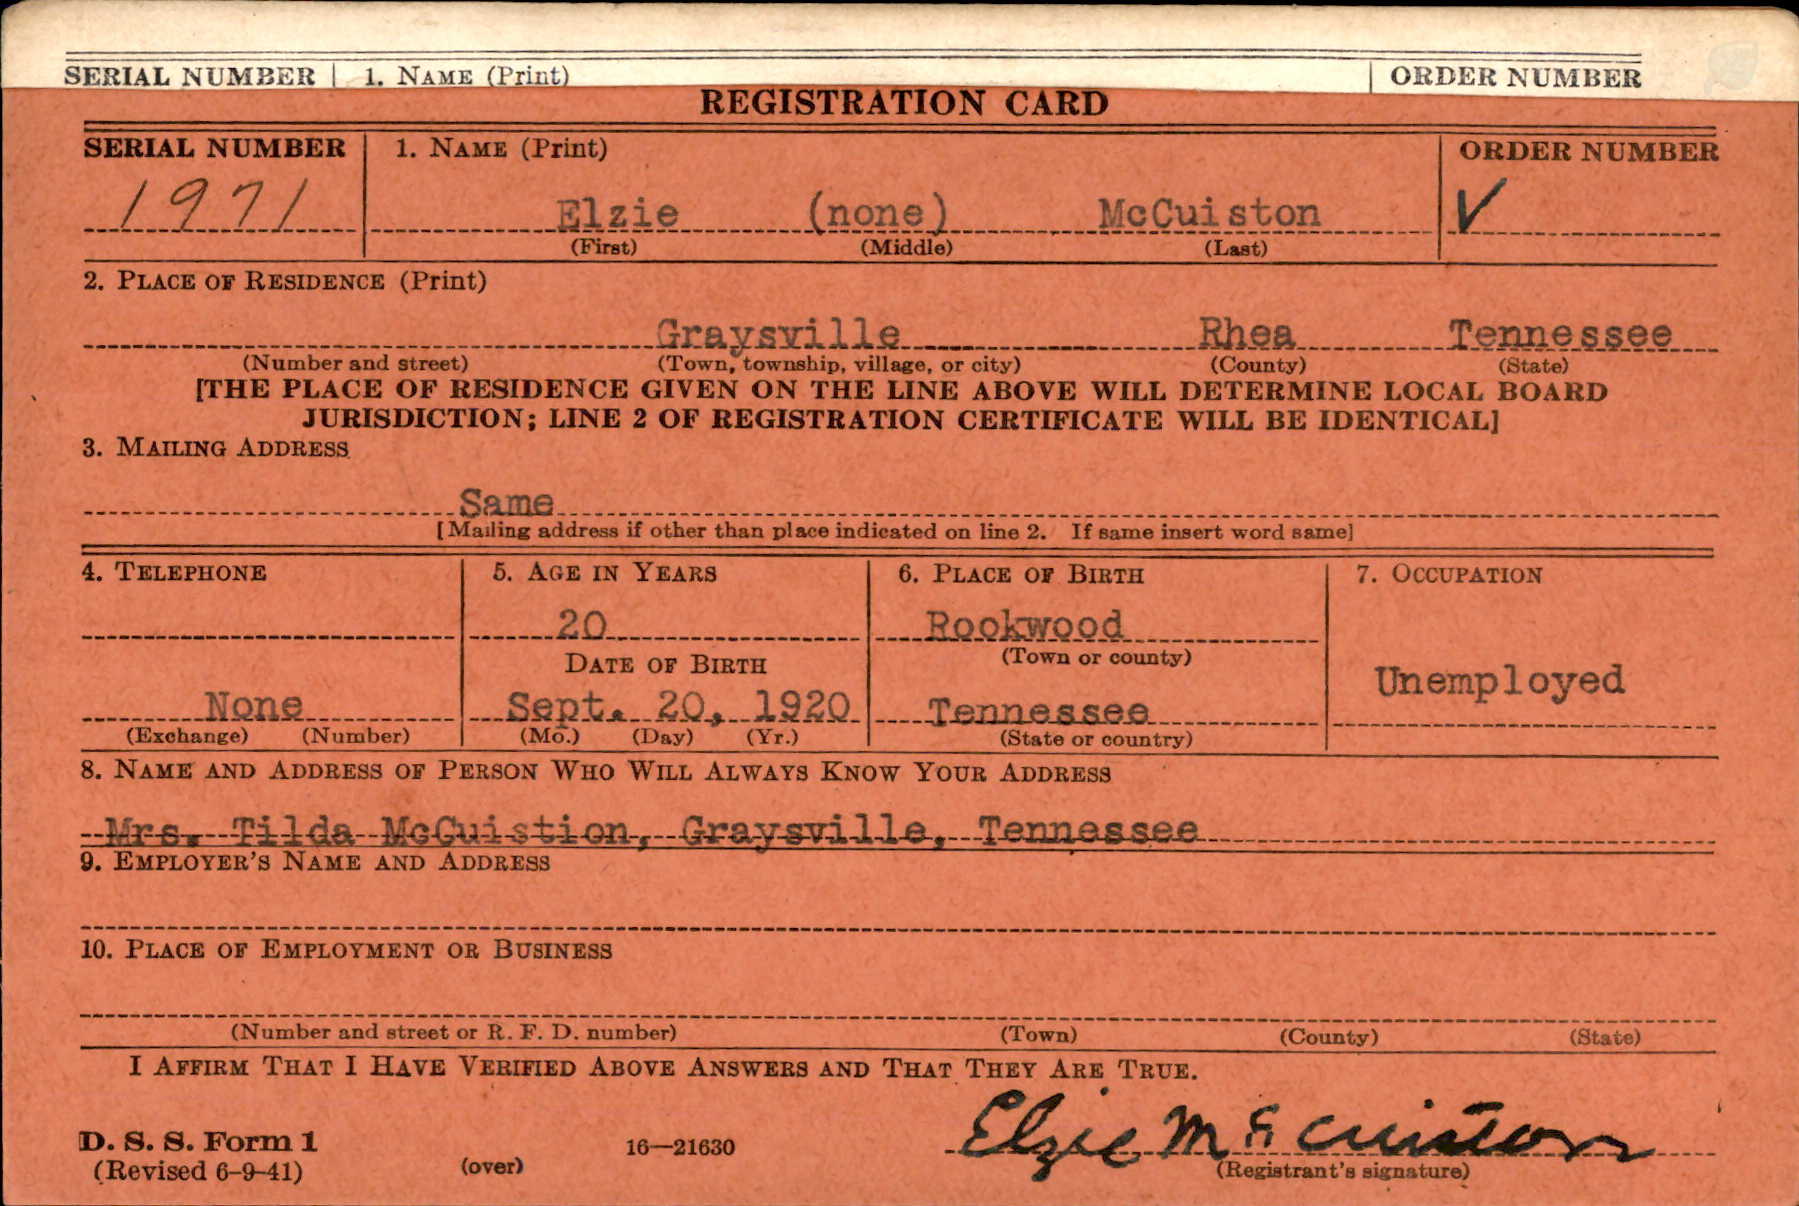 SERIAL NUMBER 1. NAME (Print) ORDER NUMBER
REGISTRATION CARD
SERIAL NUMBER 1. NAME (Print) ORDER NUMBER
1971 Elzie (none) McCuiston V
(First) (Middle) (Last)
2. PLACE OF RESIDENCE (Print)
Graysville Rhea Tennessee
(Number and street) (Town, township, village, or city) (County) (State)
[THE PLACE OF RESIDENCE GIVEN ON THE LINE ABOVE WILL DETERMINE LOCAL BOARD
JURISDICTION; LINE 2 OF REGISTRATION CERTIFICATE WILL BE IDENTICAL]
3. MAILING ADDRESS
Same
[Mailing address if other than place indicated on line 2. If same insert word same]
4. TELEPHONE 5. AGE IN YEARS 6. PLACE OF BIRTH 7. OCCUPATION
20 Rockwood
DATE OF BIRTH (Town or county)
Unemployed
None Sept. 20, 1920 Tennessee
(Exchange) (Number) (Mo.) (Day) (Yr.) (State or country)
8. NAME AND ADDRESS OF PERSON WHO WILL ALWAYS KNOW YOUR ADDRESS
Mrs. Tilda McCuistion, Graysville, Tennessee
9. EMPLOYER'S NAME AND ADDRESS
10. PLACE OF EMPLOYMENT OR BUSINESS
(Number and street or R. F. D. number) (Town) (County) (State)
I AFFIRM THAT I HAVE VERIFIED ABOVE ANSWERS AND THAT THEY ARE TRUE.
Elzie McCuiston
D. S. S. Form 1 16—21630
(Revised 6-9-41) (over) (Registrant's signature)